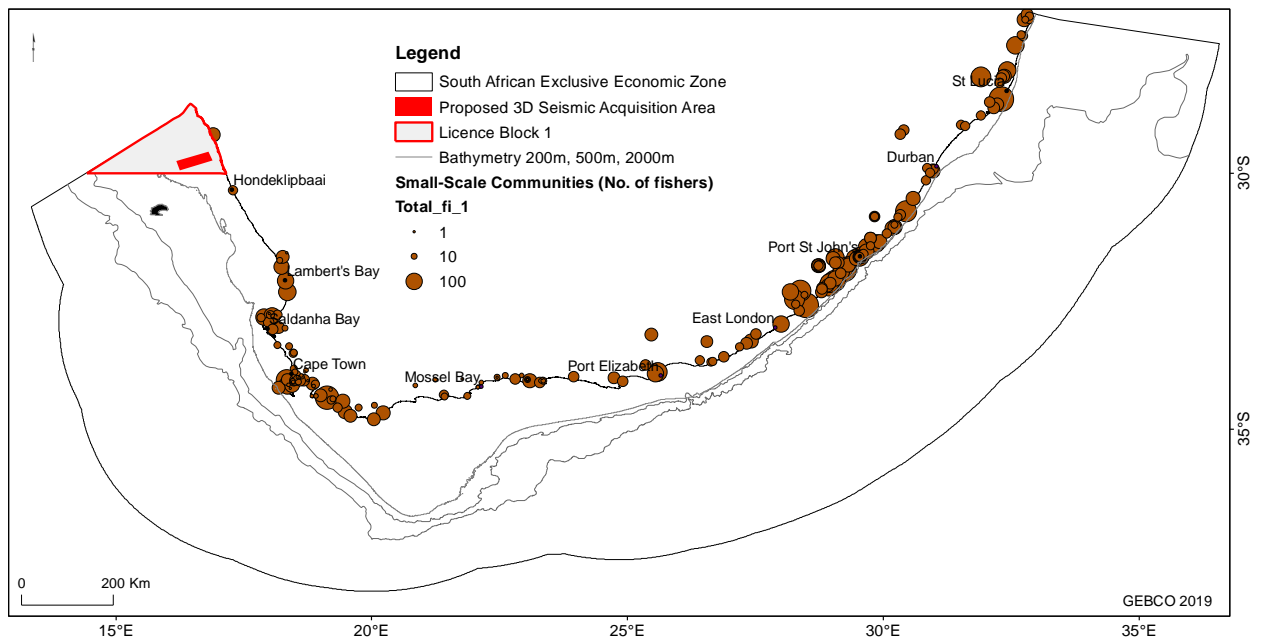 Legend
South African Exclusive Economic Zone
Proposed 3D Seismic Acquisition Area
Licence Block 1
Bathymetry 200m, 500m, 2000m
Small-Scale Communities (No. of fishers)
Total_fi_1
1
10
100
St Lucia
Durban
30°S
Hondeklipbaai
Port St John's
Lambert's Bay
East London
Saldanha Bay
Cape Town
Port Elizabeth
Mossel Bay
35°S
0 200 Km
GEBCO 2019
15°E 20°E 25°E 30°E 35°E